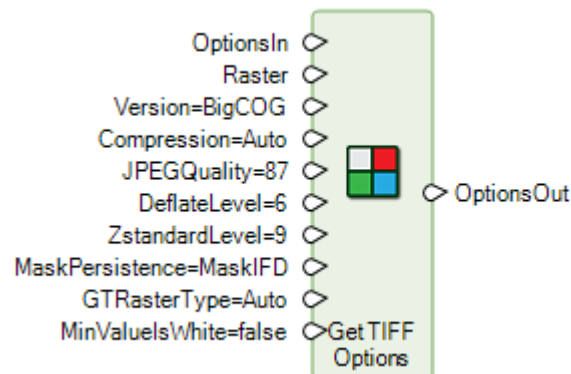 OptionsIn
Raster
Version=BigCOG
Compression=Auto
JPEGQuality=87
DeflateLevel=6
OptionsOut
ZstandardLevel=9
MaskPersistence=MaskIFD
GTRasterType=Auto
MinValueIsWhite=false
Get TIFF
Options